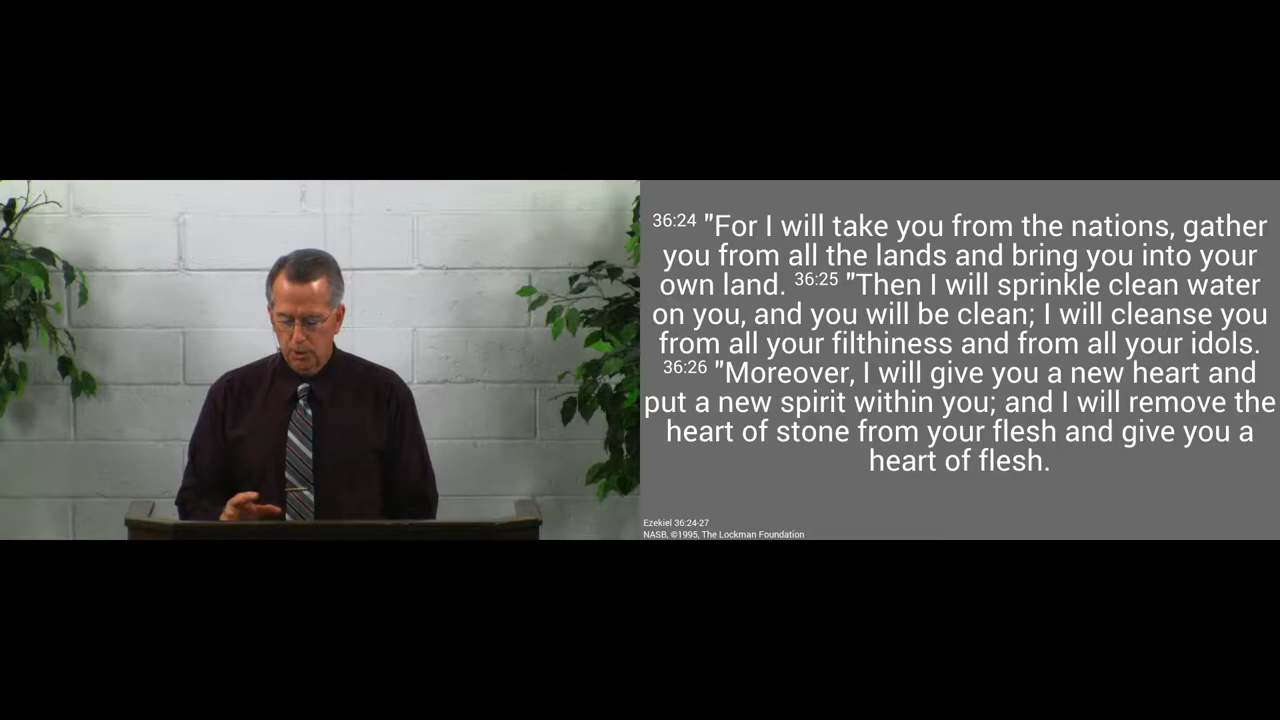 36:24 "For I will take you from the nations, gather
you from all the lands and bring you into your
own land. 36:25 "Then I will sprinkle clean water
on you, and you will be clean; I will cleanse you
from all your filthiness and from all your idols.
36:26 "Moreover, I will give you a new heart and
put a new spirit within you; and I will remove the
heart of stone from your flesh and give you a
heart of flesh.
Ezekiel 36:24-27
NASB, ©1995, The Lockman Foundation